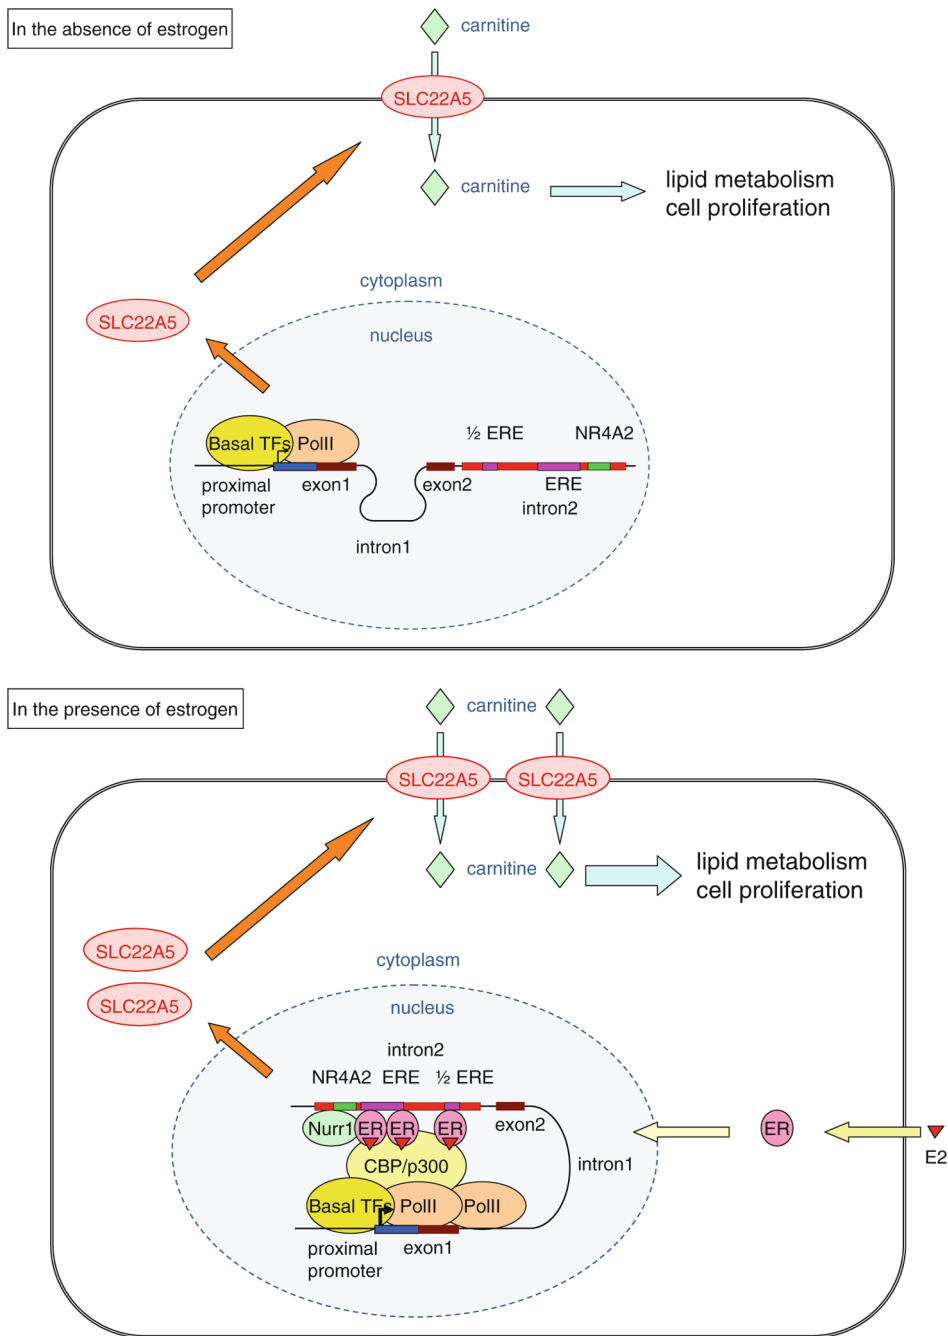 In the absence of estrogen
carnitine
SLC22A5
carnitine
lipid metabolism
cell proliferation
cytoplasm
SLC22A5
nucleus
½ ERE
NR4A2
Basal TFs
PolII
proximal
promoter
exon1
exon2
ERE
intron2
intron1
In the presence of estrogen
carnitine
SLC22A5
SLC22A5
carnitine
lipid metabolism
cell proliferation
SLC22A5
cytoplasm
SLC22A5
nucleus
intron2
NR4A2
ERE
½ ERE
Nurr1
ER
ER
ER
exon2
ER
E2
CBP/p300
intron1
Basal TFs
PolII
PolII
proximal
promoter
exon1